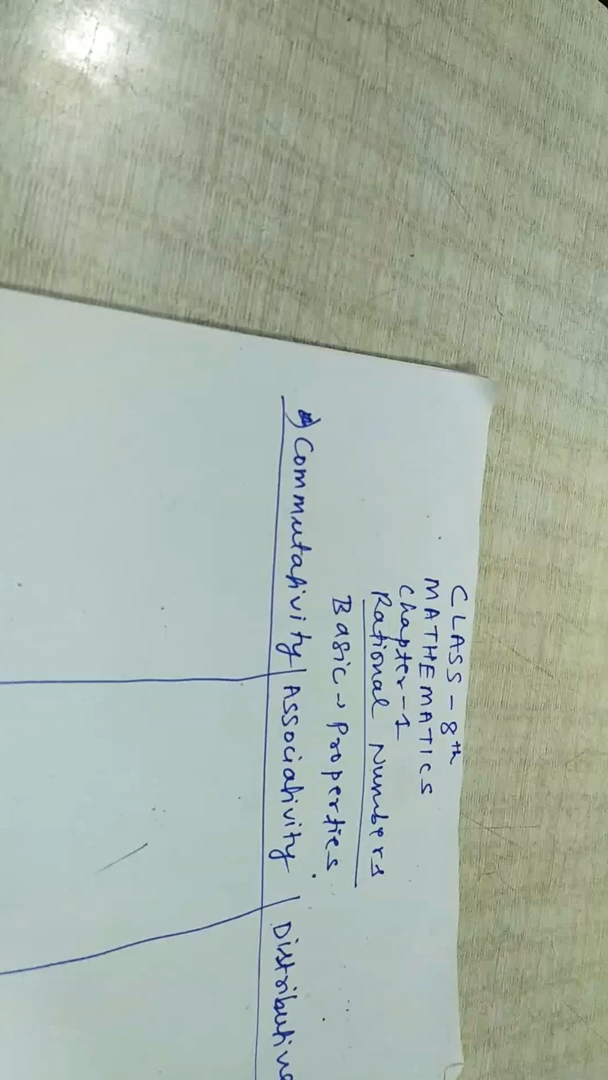 CLASS - 8th
MATHEMATICS
Chapter-1
Rational Numbers
Basic → Properties
Commutativity | Associativity | Distributive